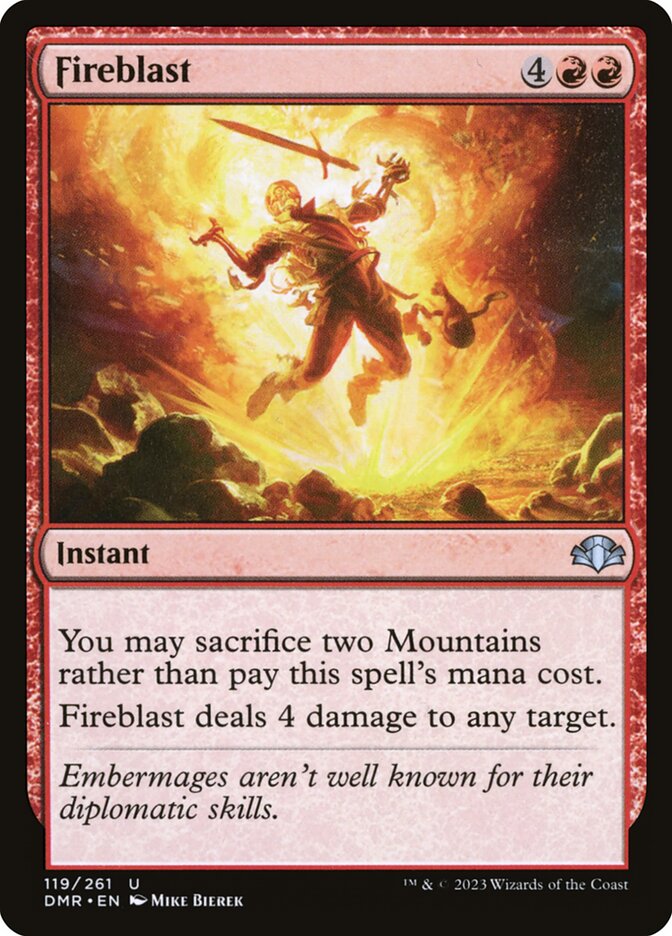 Fireblast 4
Instant
You may sacrifice two Mountains
rather than pay this spell's mana cost.
Fireblast deals 4 damage to any target.
Embermages aren't well known for their
diplomatic skills.
119/261 U
DMR • EN Mike Bierek
™ & © 2023 Wizards of the Coast